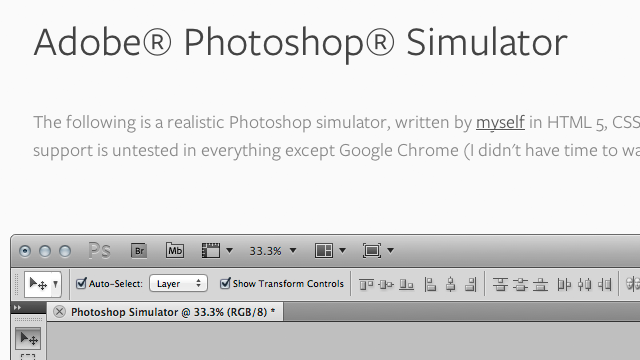 Adobe® Photoshop® Simulator
The following is a realistic Photoshop simulator, written by myself in HTML 5, CSS
support is untested in everything except Google Chrome (I didn't have time to wa
Ps Br Mb 33.3%
Auto-Select: Layer Show Transform Controls
Photoshop Simulator @ 33.3% (RGB/8) *